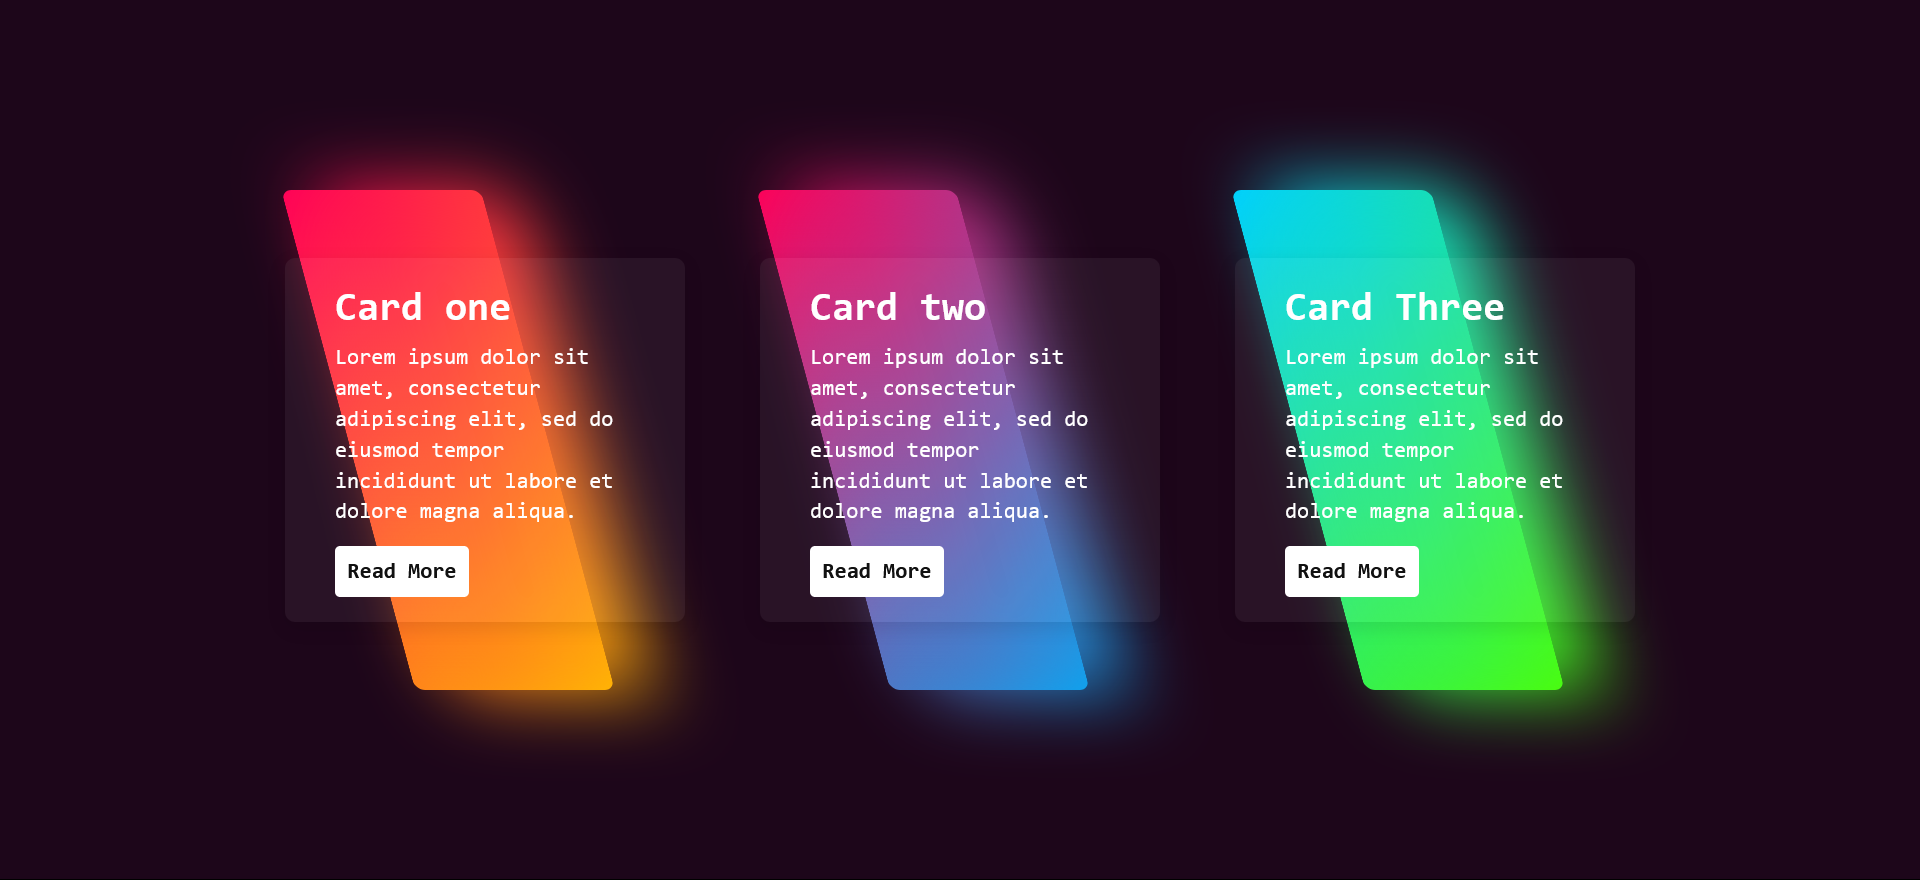 Card one
Lorem ipsum dolor sit
amet, consectetur
adipiscing elit, sed do
eiusmod tempor
incididunt ut labore et
dolore magna aliqua.
Read More
Card two
Lorem ipsum dolor sit
amet, consectetur
adipiscing elit, sed do
eiusmod tempor
incididunt ut labore et
dolore magna aliqua.
Read More
Card Three
Lorem ipsum dolor sit
amet, consectetur
adipiscing elit, sed do
eiusmod tempor
incididunt ut labore et
dolore magna aliqua.
Read More